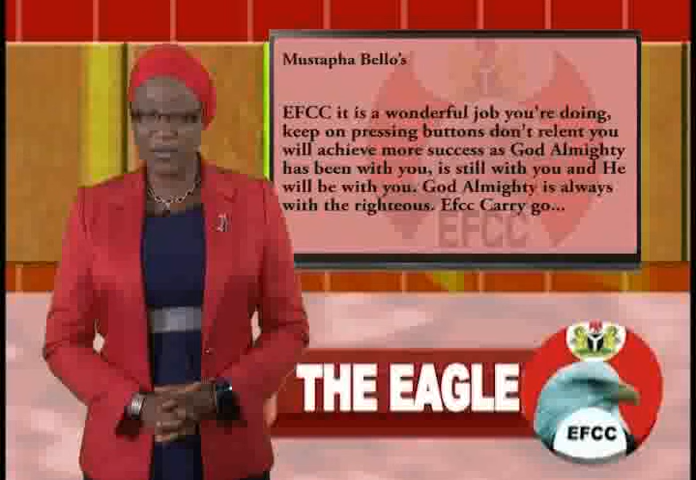 Mustapha Bello's
EFCC it is a wonderful job you're doing,
keep on pressing buttons don't relent you
will achieve more success as God Almighty
has been with you, is still with you and He
will be with you. God Almighty is always
with the righteous. Efcc Carry go...
EFCC
THE EAGLE
EFCC